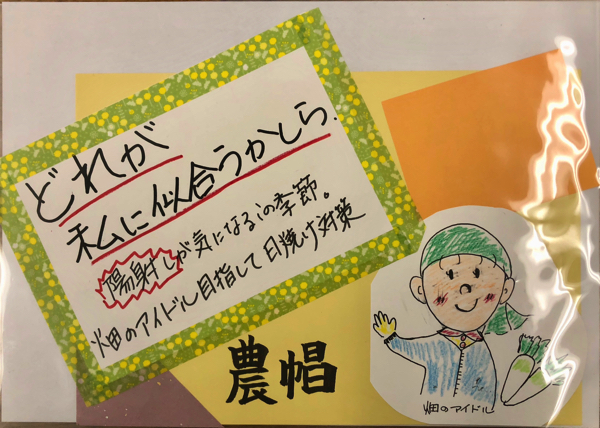 どれが
私に似合うかしら
陽射しが気になるこの季節。
畑のアイドル目指して日焼け対策
農帽
畑のアイドル